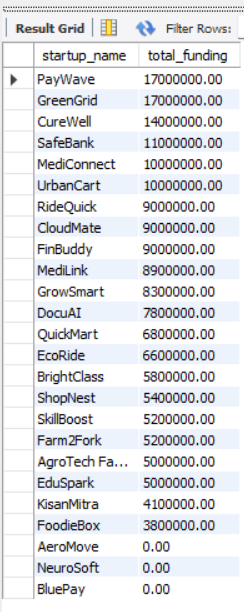 Result Grid Filter Rows:
startup_name total_funding
PayWave 17000000.00
GreenGrid 17000000.00
CureWell 14000000.00
SafeBank 11000000.00
MediConnect 10000000.00
UrbanCart 10000000.00
RideQuick 9000000.00
CloudMate 9000000.00
FinBuddy 9000000.00
MediLink 8900000.00
GrowSmart 8300000.00
DocuAI 7800000.00
QuickMart 6800000.00
EcoRide 6600000.00
BrightClass 5800000.00
ShopNest 5400000.00
SkillBoost 5200000.00
Farm2Fork 5200000.00
AgroTech Fa... 5000000.00
EduSpark 5000000.00
KisanMitra 4100000.00
FoodieBox 3800000.00
AeroMove 0.00
NeuroSoft 0.00
BluePay 0.00